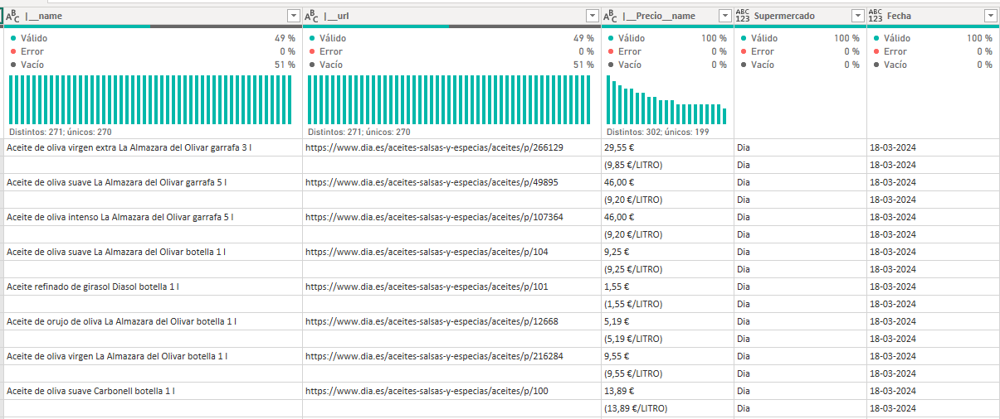 ABC |__name ABC |__url ABC |__Precio__name ABC 123 Supermercado ABC 123 Fecha
Válido 49 % Válido 49 % Válido 100 % Válido 100 % Válido 100 %
Error 0 % Error 0 % Error 0 % Error 0 % Error 0 %
Vacío 51 % Vacío 51 % Vacío 0 % Vacío 0 % Vacío 0 %
Distintos: 271; únicos: 270 Distintos: 271; únicos: 270 Distintos: 302; únicos: 199
Aceite de oliva virgen extra La Almazara del Olivar garrafa 3 l https://www.dia.es/aceites-salsas-y-especias/aceites/p/266129 29,55 € Dia 18-03-2024
(9,85 €/LITRO) Dia 18-03-2024
Aceite de oliva suave La Almazara del Olivar garrafa 5 l https://www.dia.es/aceites-salsas-y-especias/aceites/p/49895 46,00 € Dia 18-03-2024
(9,20 €/LITRO) Dia 18-03-2024
Aceite de oliva intenso La Almazara del Olivar garrafa 5 l https://www.dia.es/aceites-salsas-y-especias/aceites/p/107364 46,00 € Dia 18-03-2024
(9,20 €/LITRO) Dia 18-03-2024
Aceite de oliva suave La Almazara del Olivar botella 1 l https://www.dia.es/aceites-salsas-y-especias/aceites/p/104 9,25 € Dia 18-03-2024
(9,25 €/LITRO) Dia 18-03-2024
Aceite refinado de girasol Diasol botella 1 l https://www.dia.es/aceites-salsas-y-especias/aceites/p/101 1,55 € Dia 18-03-2024
(1,55 €/LITRO) Dia 18-03-2024
Aceite de orujo de oliva La Almazara del Olivar botella 1 l https://www.dia.es/aceites-salsas-y-especias/aceites/p/12668 5,19 € Dia 18-03-2024
(5,19 €/LITRO) Dia 18-03-2024
Aceite de oliva virgen La Almazara del Olivar botella 1 l https://www.dia.es/aceites-salsas-y-especias/aceites/p/216284 9,55 € Dia 18-03-2024
(9,55 €/LITRO) Dia 18-03-2024
Aceite de oliva suave Carbonell botella 1 l https://www.dia.es/aceites-salsas-y-especias/aceites/p/100 13,89 € Dia 18-03-2024
(13,89 €/LITRO) Dia 18-03-2024